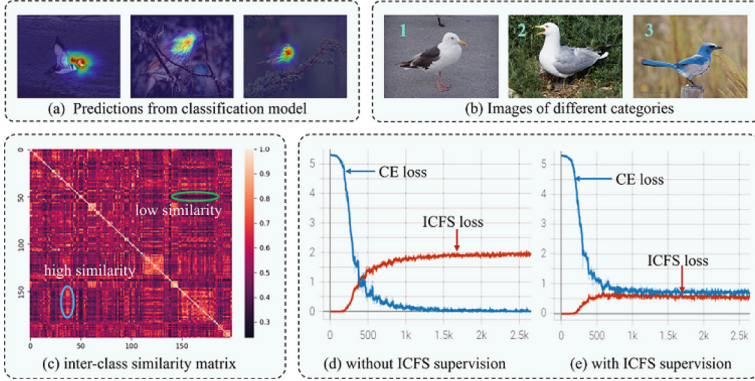 1
2
3
(a) Predictions from classification model
(b) Images of different categories
0
50
100
150
0
50
100
150
1.0
0.9
0.8
0.7
0.6
0.5
0.4
0.3
low similarity
high similarity
(c) inter-class similarity matrix
5
4
3
2
1
0
0
500
1k
1.5k
2k
2.5k
CE loss
ICFS loss
(d) without ICFS supervision
5
4
3
2
1
0
0
500
1k
1.5k
2k
2.5k
CE loss
ICFS loss
(e) with ICFS supervision